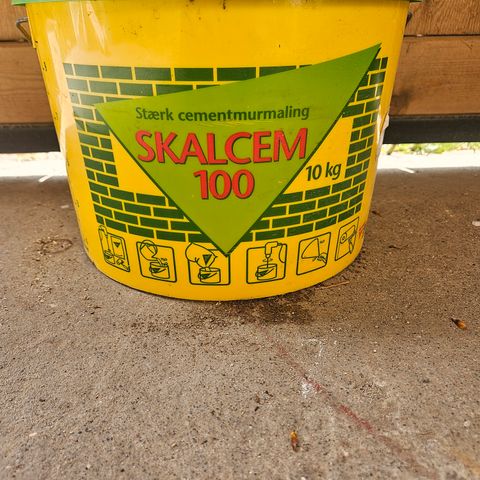 Stærk cementmurmaling
SKALCEM
100
10 kg